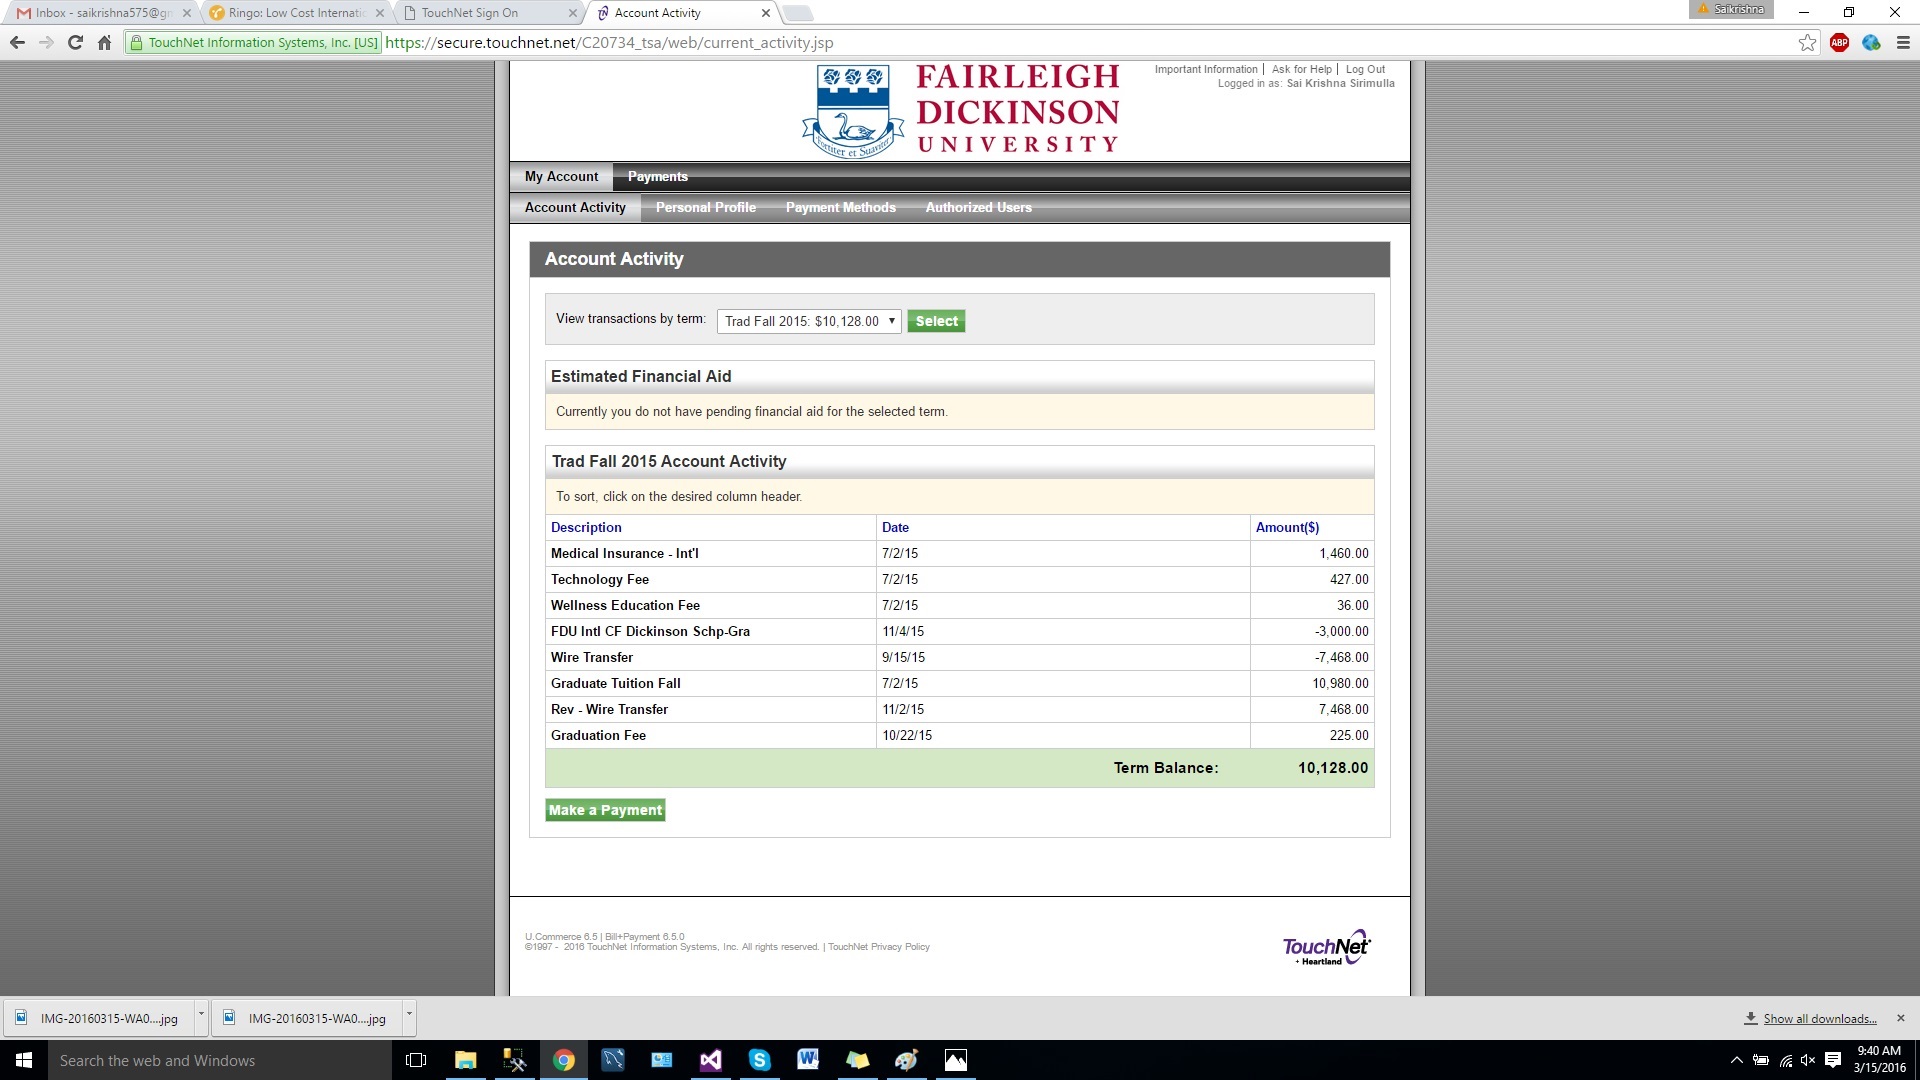 Inbox - saikrishna575@gn
Ringo: Low Cost Internatio
TouchNet Sign On
Account Activity
Saikrishna
TouchNet Information Systems, Inc. [US]
https://secure.touchnet.net/C20734_tsa/web/current_activity.jsp
ABP
FAIRLEIGH
DICKINSON
UNIVERSITY
Fortiter et Suaviter
Important Information | Ask for Help | Log Out
Logged in as: Sai Krishna Sirimulla
My Account Payments
Account Activity Personal Profile Payment Methods Authorized Users
Account Activity
View transactions by term: Trad Fall 2015: $10,128.00 Select
Estimated Financial Aid
Currently you do not have pending financial aid for the selected term.
Trad Fall 2015 Account Activity
To sort, click on the desired column header.
Description Date Amount($)
Medical Insurance - Int'l 7/2/15 1,460.00
Technology Fee 7/2/15 427.00
Wellness Education Fee 7/2/15 36.00
FDU Intl CF Dickinson Schp-Gra 11/4/15 -3,000.00
Wire Transfer 9/15/15 -7,468.00
Graduate Tuition Fall 7/2/15 10,980.00
Rev - Wire Transfer 11/2/15 7,468.00
Graduation Fee 10/22/15 225.00
Term Balance: 10,128.00
Make a Payment
U.Commerce 6.5 | Bill+Payment 6.5.0
©1997 - 2016 TouchNet Information Systems, Inc. All rights reserved. | TouchNet Privacy Policy
TouchNet
+ Heartland
IMG-20160315-WA0....jpg
IMG-20160315-WA0....jpg
Show all downloads...
Search the web and Windows
9:40 AM
3/15/2016